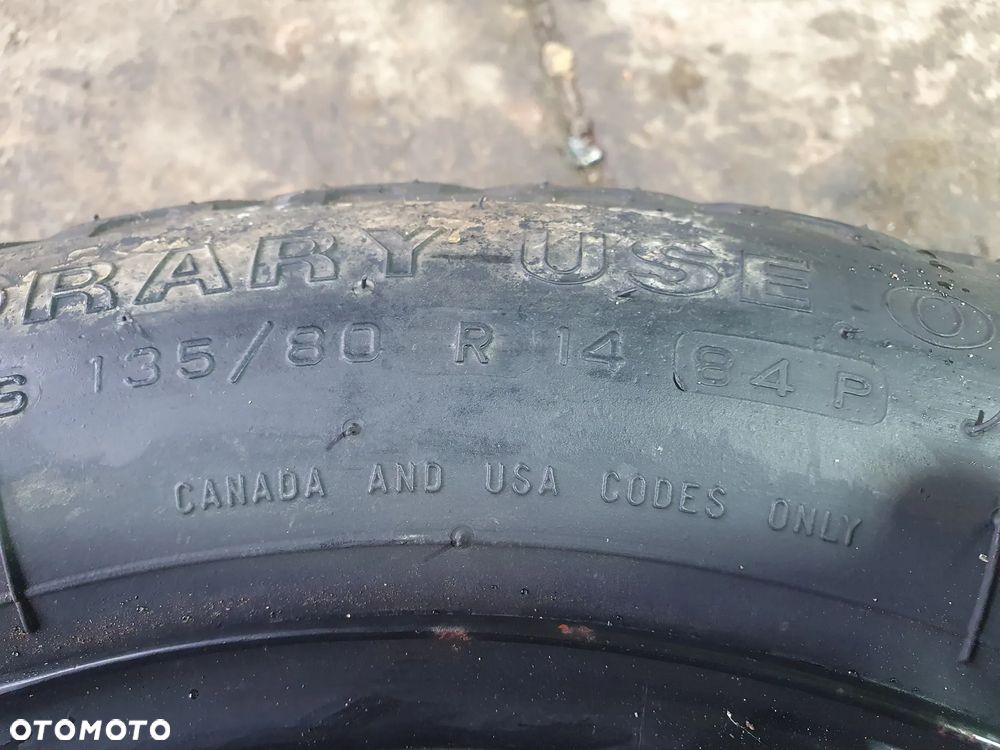 RARY USE O
S 135/80 R 14 84 P
CANADA AND USA CODES ONLY
OTOMOTO